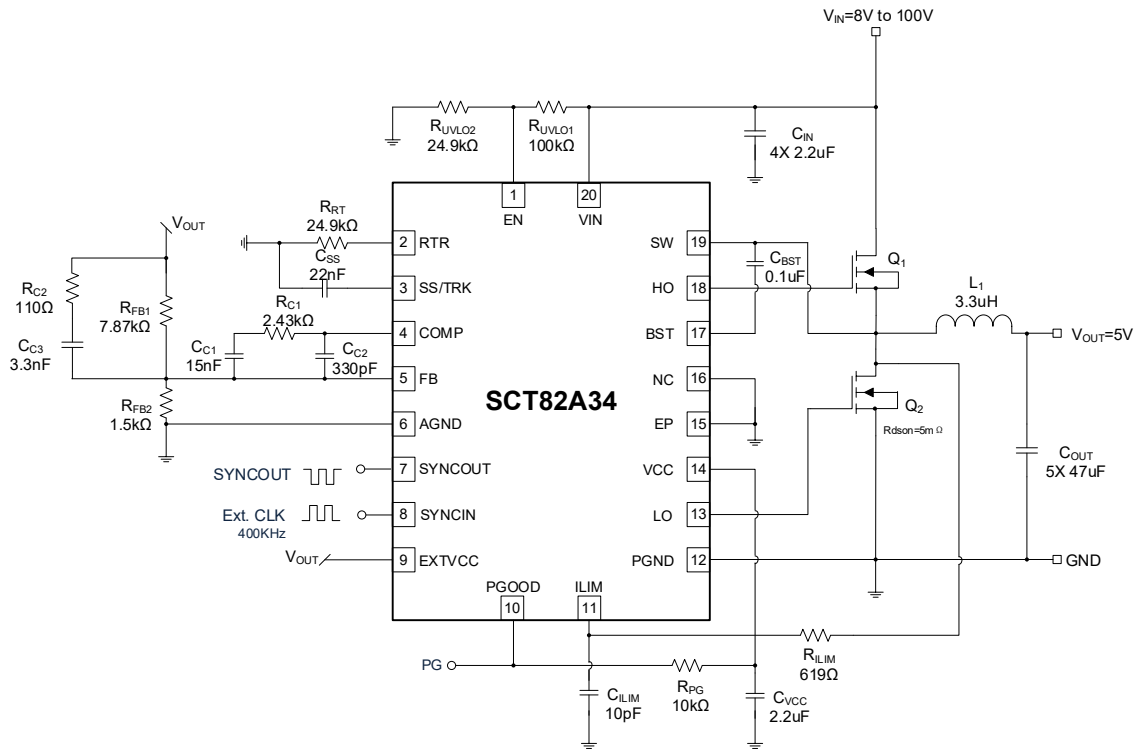 V_IN=8V to 100V
R_UVLO2
24.9kΩ
R_UVLO1
100kΩ
C_IN
4X 2.2uF
1
EN
20
VIN
R_RT
24.9kΩ
2 RTR
C_SS
22nF
3 SS/TRK
R_C1
2.43kΩ
4 COMP
C_C1
15nF
C_C2
330pF
5 FB
V_OUT
R_C2
110Ω
R_FB1
7.87kΩ
C_C3
3.3nF
R_FB2
1.5kΩ
6 AGND
SYNCOUT
7 SYNCOUT
Ext. CLK
400KHz
8 SYNCIN
V_OUT
9 EXTVCC
SCT82A34
SW 19
C_BST
0.1uF
HO 18
BST 17
NC 16
EP 15
VCC 14
LO 13
PGND 12
Q_1
L_1
3.3uH
V_OUT=5V
Q_2
Rdson=5mΩ
C_OUT
5X 47uF
GND
PGOOD
10
ILIM
11
PG
R_ILIM
619Ω
C_ILIM
10pF
R_PG
10kΩ
C_VCC
2.2uF